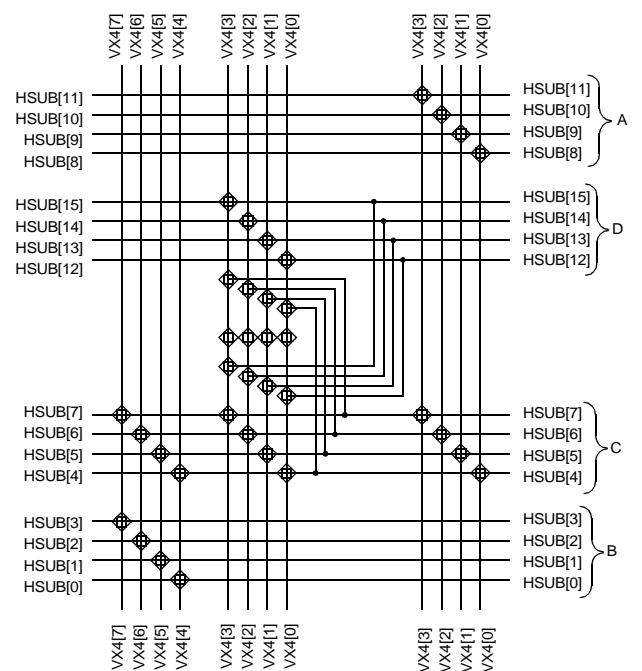 VX4[7]
VX4[6]
VX4[5]
VX4[4]
VX4[3]
VX4[2]
VX4[1]
VX4[0]
VX4[3]
VX4[2]
VX4[1]
VX4[0]
HSUB[11]
HSUB[10]
HSUB[9]
HSUB[8]
HSUB[11]
HSUB[10]
HSUB[9]
HSUB[8]
A
HSUB[15]
HSUB[14]
HSUB[13]
HSUB[12]
HSUB[15]
HSUB[14]
HSUB[13]
HSUB[12]
D
HSUB[7]
HSUB[6]
HSUB[5]
HSUB[4]
HSUB[7]
HSUB[6]
HSUB[5]
HSUB[4]
C
HSUB[3]
HSUB[2]
HSUB[1]
HSUB[0]
HSUB[3]
HSUB[2]
HSUB[1]
HSUB[0]
B
VX4[7]
VX4[6]
VX4[5]
VX4[4]
VX4[3]
VX4[2]
VX4[1]
VX4[0]
VX4[3]
VX4[2]
VX4[1]
VX4[0]